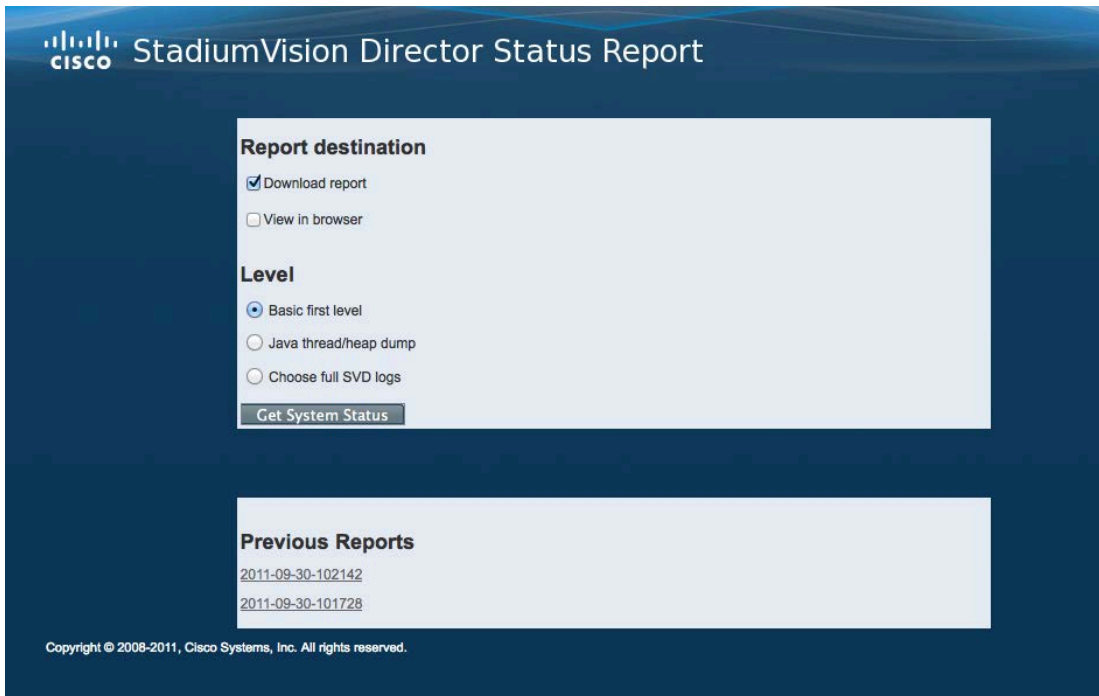 CISCO StadiumVision Director Status Report
Report destination
Download report
View in browser
Level
Basic first level
Java thread/heap dump
Choose full SVD logs
Get System Status
Previous Reports
2011-09-30-102142
2011-09-30-101728
Copyright © 2008-2011, Cisco Systems, Inc. All rights reserved.